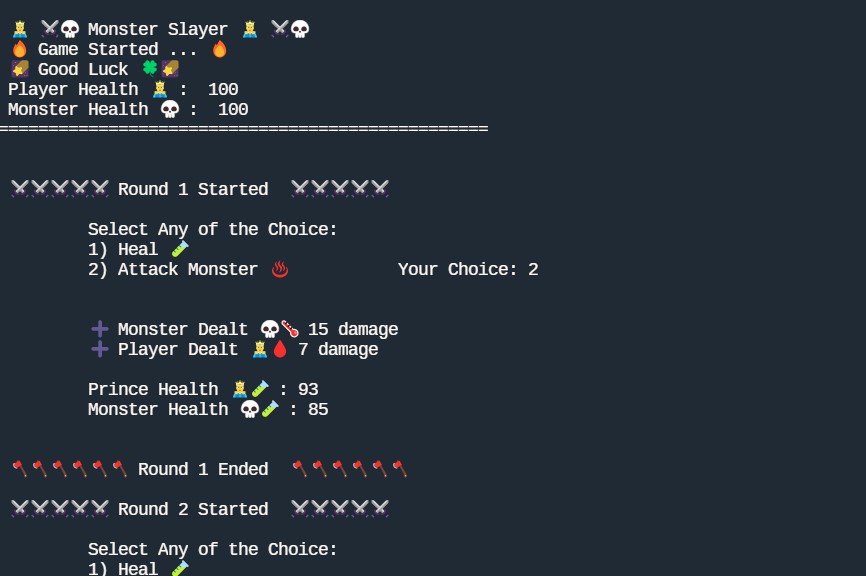 Monster Slayer
Game Started ...
Good Luck
Player Health : 100
Monster Health : 100
=================================================
Round 1 Started
Select Any of the Choice:
1) Heal
2) Attack Monster Your Choice: 2
Monster Dealt 15 damage
Player Dealt 7 damage
Prince Health : 93
Monster Health : 85
Round 1 Ended
Round 2 Started
Select Any of the Choice:
1) Heal